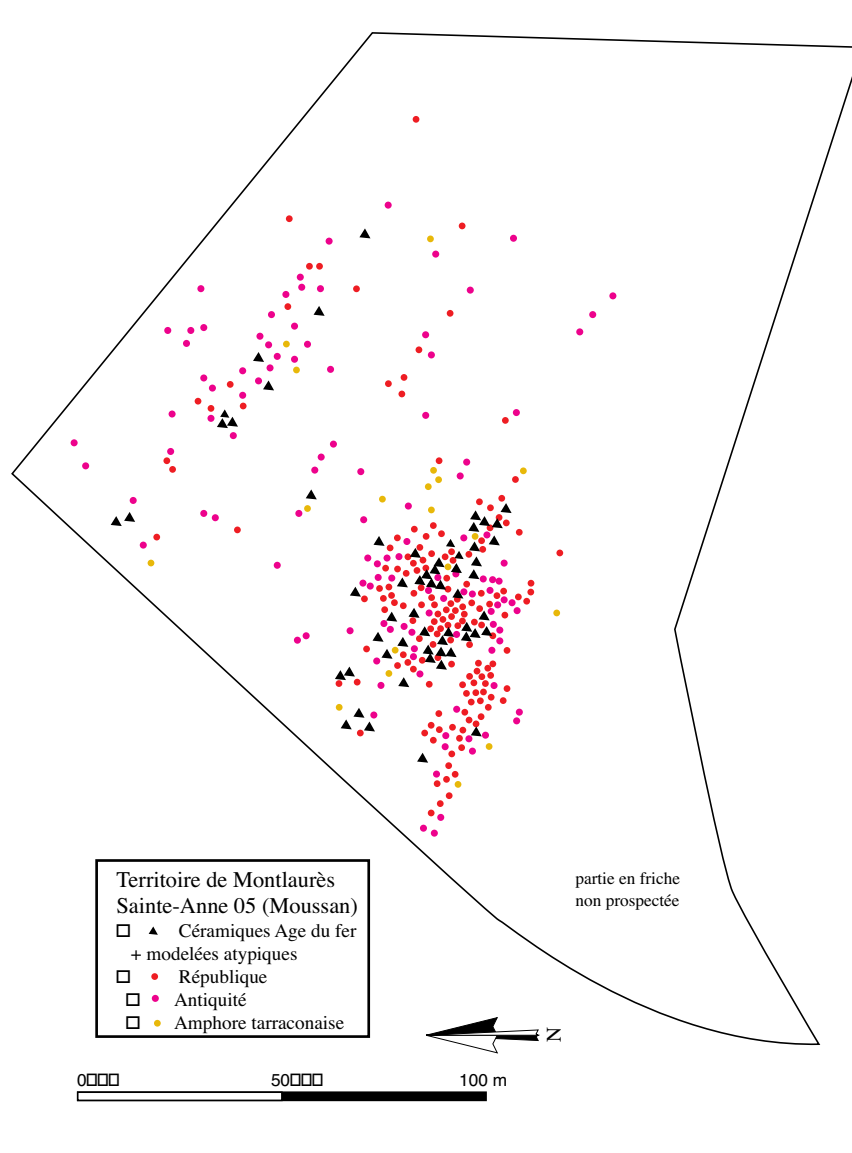 partie en friche
non prospectée
Territoire de Montlaurès
Sainte-Anne 05 (Moussan)
□ ▲ Céramiques Age du fer
+ modelées atypiques
□ ● République
□ ● Antiquité
□ ● Amphore tarraconaise
N
0□□□ 50□□□ 100 m